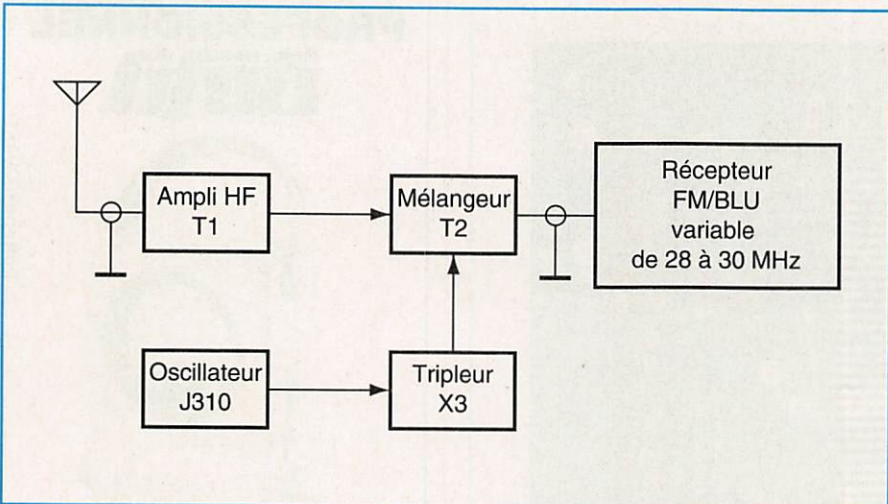 Ampli HF
T1
Mélangeur
T2
Récepteur
FM/BLU
variable
de 28 à 30 MHz
Oscillateur
J310
Tripleur
X3